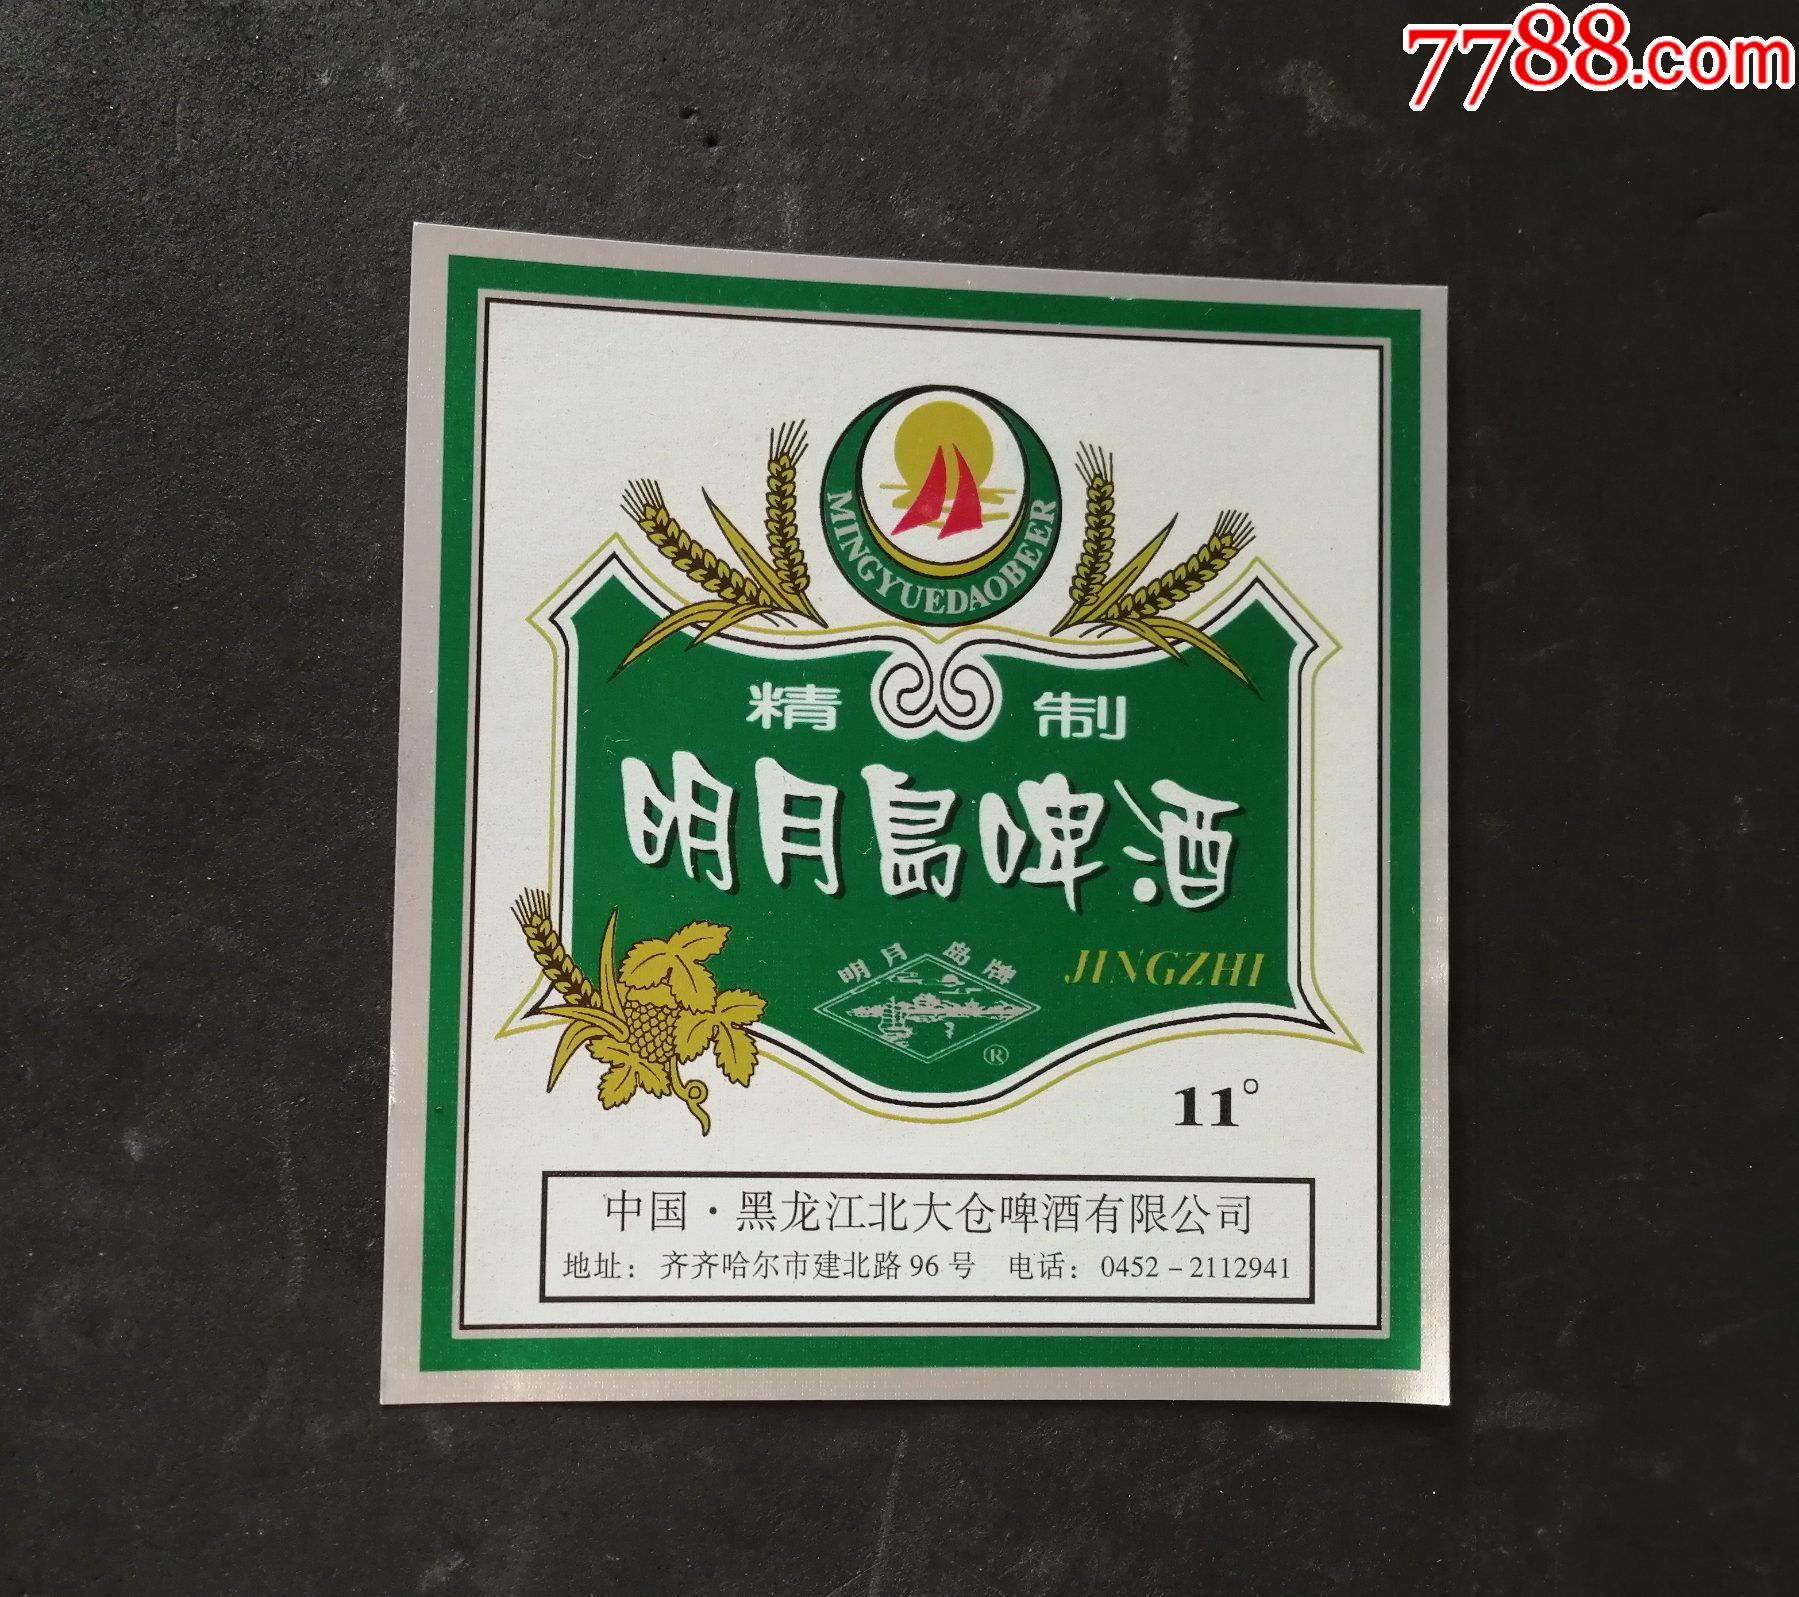 7788.com
MINGYUEDAOBEER
精制
明月岛啤酒
明月岛牌
JINGZHI
®
11°
中国·黑龙江北大仓啤酒有限公司
地址：齐齐哈尔市建北路96号 电话：0452-2112941